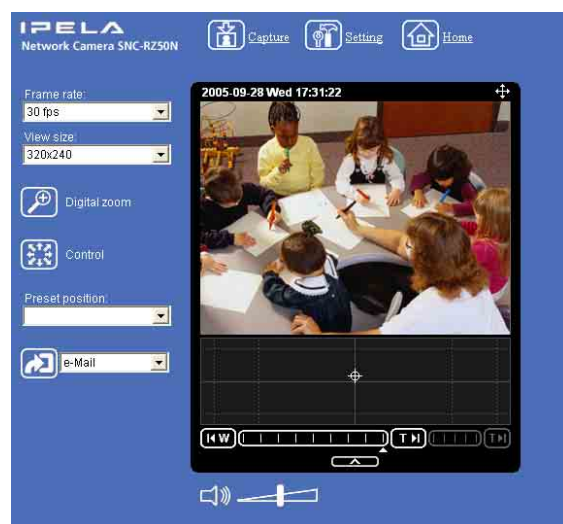 IPELA
Network Camera SNC-RZ50N
Capture
Setting
Home
Frame rate:
30 fps
View size:
320x240
Digital zoom
Control
Preset position:
e-Mail
2005-09-28 Wed 17:31:22
W
T
T